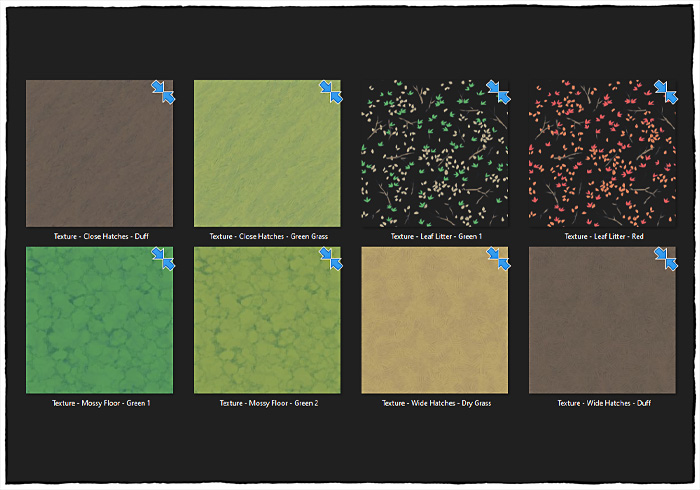 Texture - Close Hatches - Duff
Texture - Close Hatches - Green Grass
Texture - Leaf Litter - Green 1
Texture - Leaf Litter - Red
Texture - Mossy Floor - Green 1
Texture - Mossy Floor - Green 2
Texture - Wide Hatches - Dry Grass
Texture - Wide Hatches - Duff